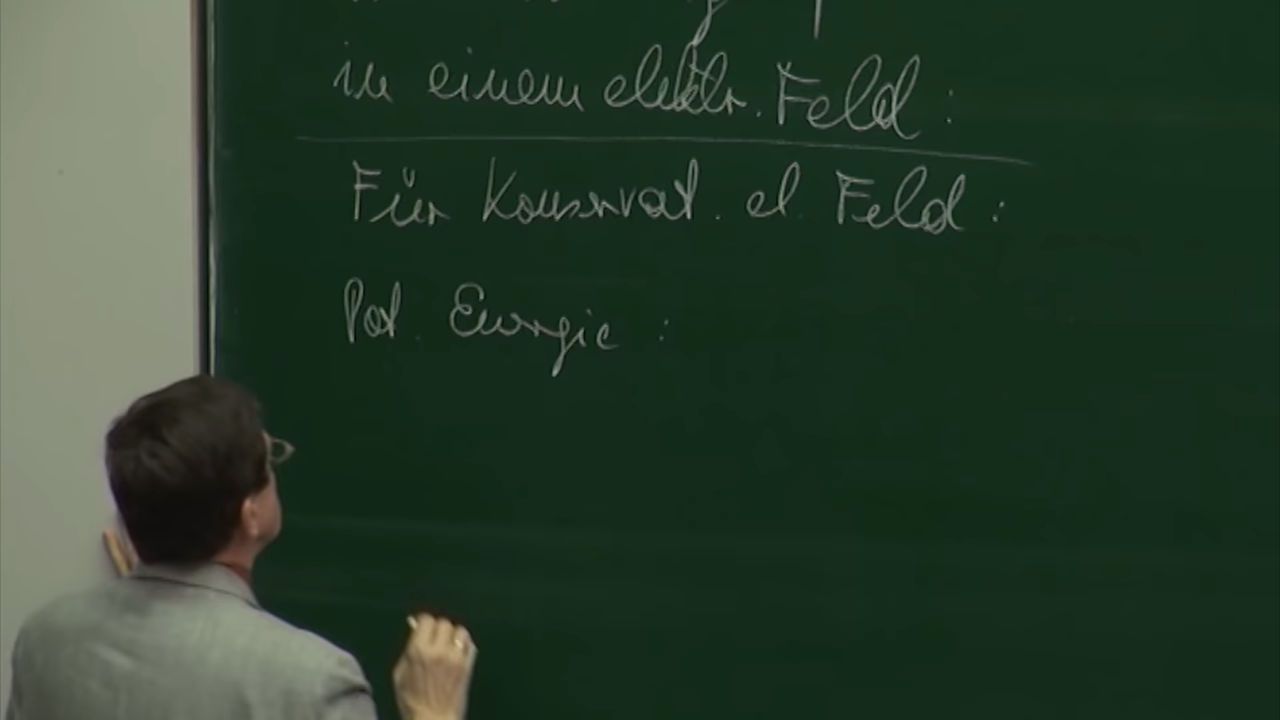 in einem elektr. Feld:
Für Konservat. el. Feld:
Pot. Energie: